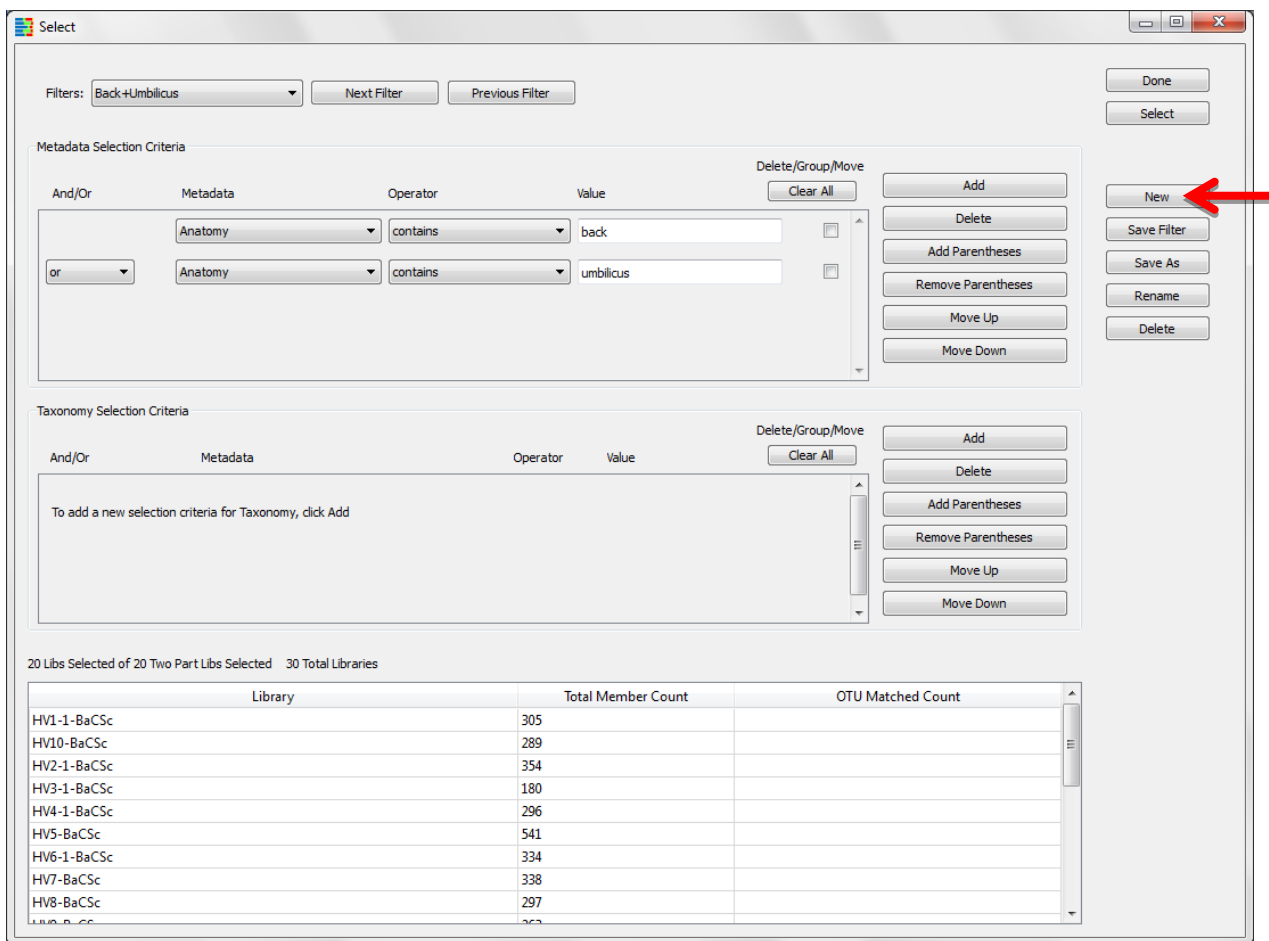 Select
Filters: Back+Umbilicus Next Filter Previous Filter Done
Select
Metadata Selection Criteria
Delete/Group/Move
And/Or Metadata Operator Value Clear All Add
New
Anatomy contains back Delete
Save Filter
Add Parentheses
Save As
or Anatomy contains umbilicus
Remove Parentheses
Rename
Move Up
Delete
Move Down
Taxonomy Selection Criteria
Delete/Group/Move
Add
And/Or Metadata Operator Value Clear All
Delete
To add a new selection criteria for Taxonomy, click Add Add Parentheses
Remove Parentheses
Move Up
Move Down
20 Libs Selected of 20 Two Part Libs Selected 30 Total Libraries
Library Total Member Count OTU Matched Count
HV1-1-BaCSc 305
HV10-BaCSc 289
HV2-1-BaCSc 354
HV3-1-BaCSc 180
HV4-1-BaCSc 296
HV5-BaCSc 541
HV6-1-BaCSc 334
HV7-BaCSc 338
HV8-BaCSc 297